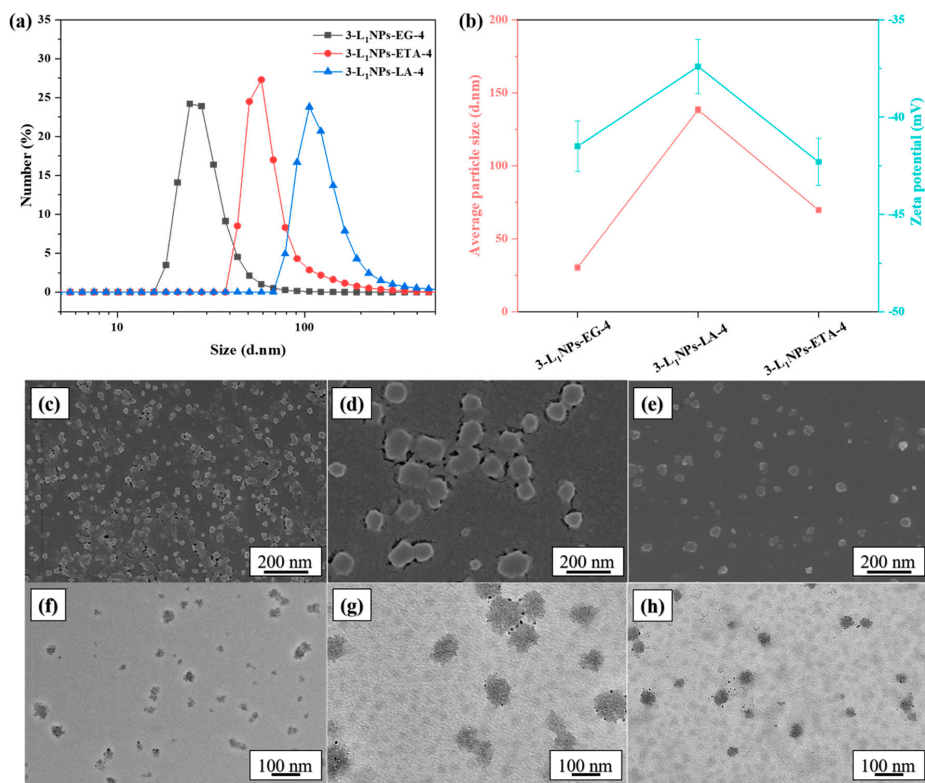 (a)
35
30
25
20
15
10
5
0
Number (%)
10
100
Size (d.nm)
3-L₁NPs-EG-4
3-L₁NPs-ETA-4
3-L₁NPs-LA-4
(b)
200
150
100
50
0
Average particle size (d.nm)
-35
-40
-45
-50
Zeta potential (mV)
3-L₁NPs-EG-4
3-L₁NPs-LA-4
3-L₁NPs-ETA-4
(c)
200 nm
(d)
200 nm
(e)
200 nm
(f)
100 nm
(g)
100 nm
(h)
100 nm